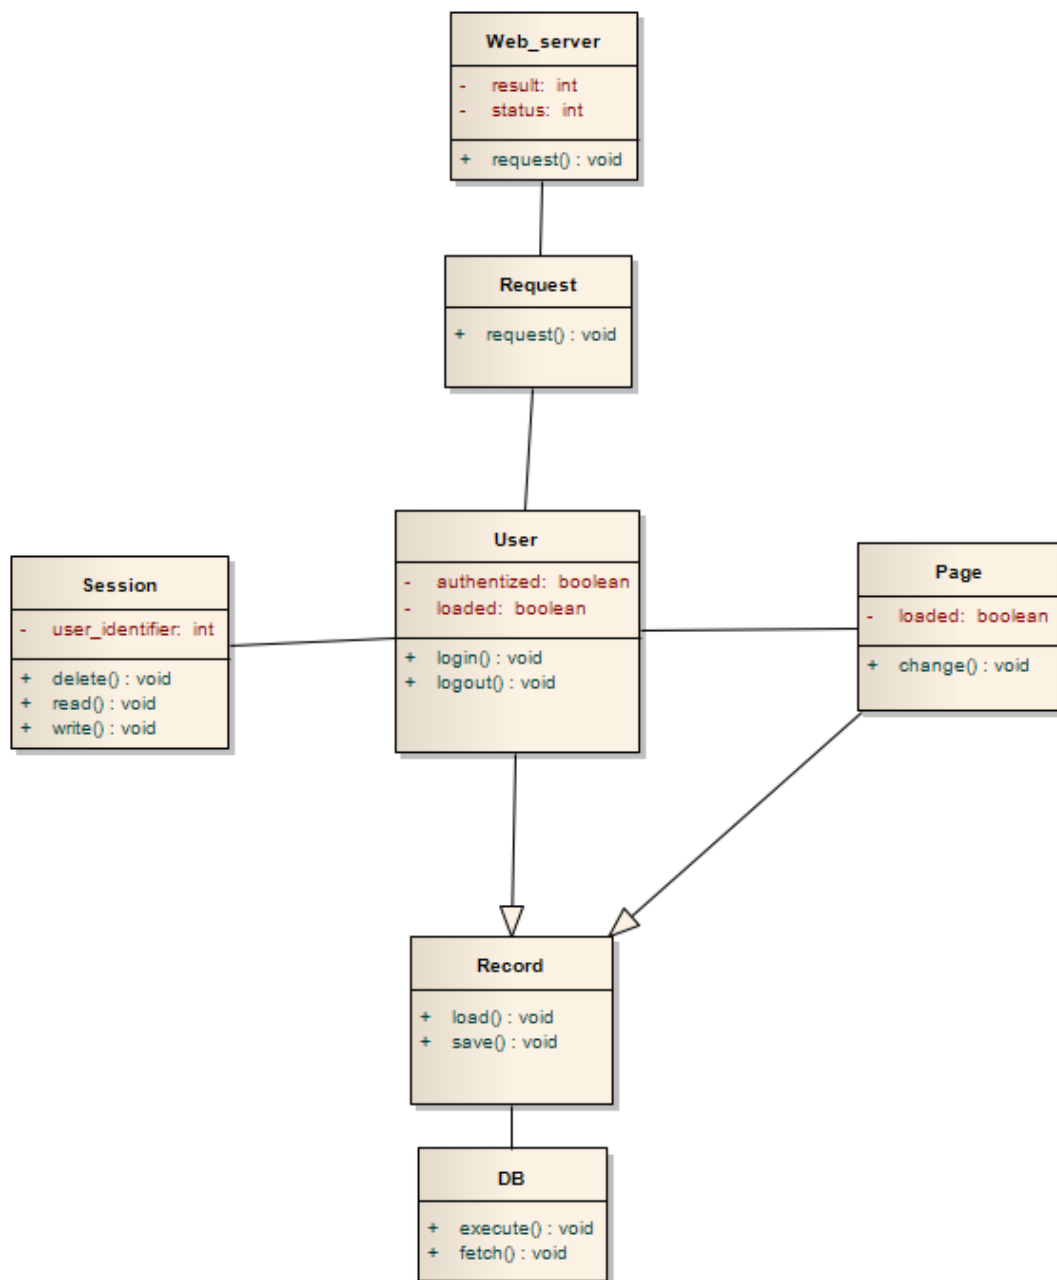 Web_server
- result: int
- status: int
+ request() : void
Request
+ request() : void
User
- authentized: boolean
- loaded: boolean
+ login() : void
+ logout() : void
Session
- user_identifier: int
+ delete() : void
+ read() : void
+ write() : void
Page
- loaded: boolean
+ change() : void
Record
+ load() : void
+ save() : void
DB
+ execute() : void
+ fetch() : void